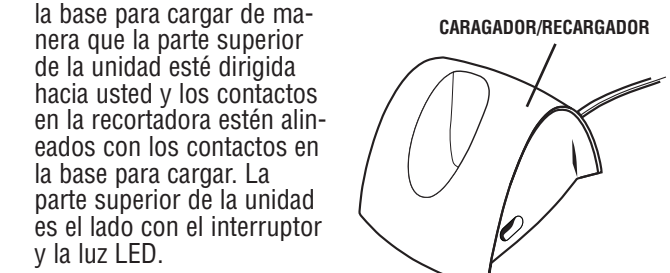 la base para cargar de ma-
nera que la parte superior
de la unidad esté dirigida
hacia usted y los contactos
en la recortadora estén alin-
eados con los contactos en
la base para cargar. La
parte superior de la unidad
es el lado con el interruptor
y la luz LED.
CARAGADOR/RECARGADOR